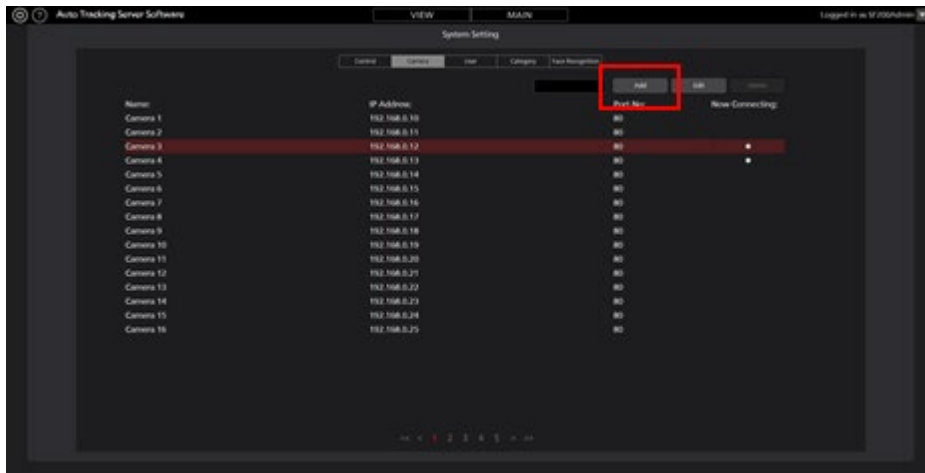 Auto Tracking Server Software VIEW MAIN Logged in as SF200/Admin
System Setting
Control Camera User Category Face Recognition
Add Edit Delete
Name: IP Address: Port No: Now Connecting:
Camera 1 192.168.0.10 80
Camera 2 192.168.0.11 80
Camera 3 192.168.0.12 80
Camera 4 192.168.0.13 80
Camera 5 192.168.0.14 80
Camera 6 192.168.0.15 80
Camera 7 192.168.0.16 80
Camera 8 192.168.0.17 80
Camera 9 192.168.0.18 80
Camera 10 192.168.0.19 80
Camera 11 192.168.0.20 80
Camera 12 192.168.0.21 80
Camera 13 192.168.0.22 80
Camera 14 192.168.0.23 80
Camera 15 192.168.0.24 80
Camera 16 192.168.0.25 80
<< < 1 2 3 4 5 > >>